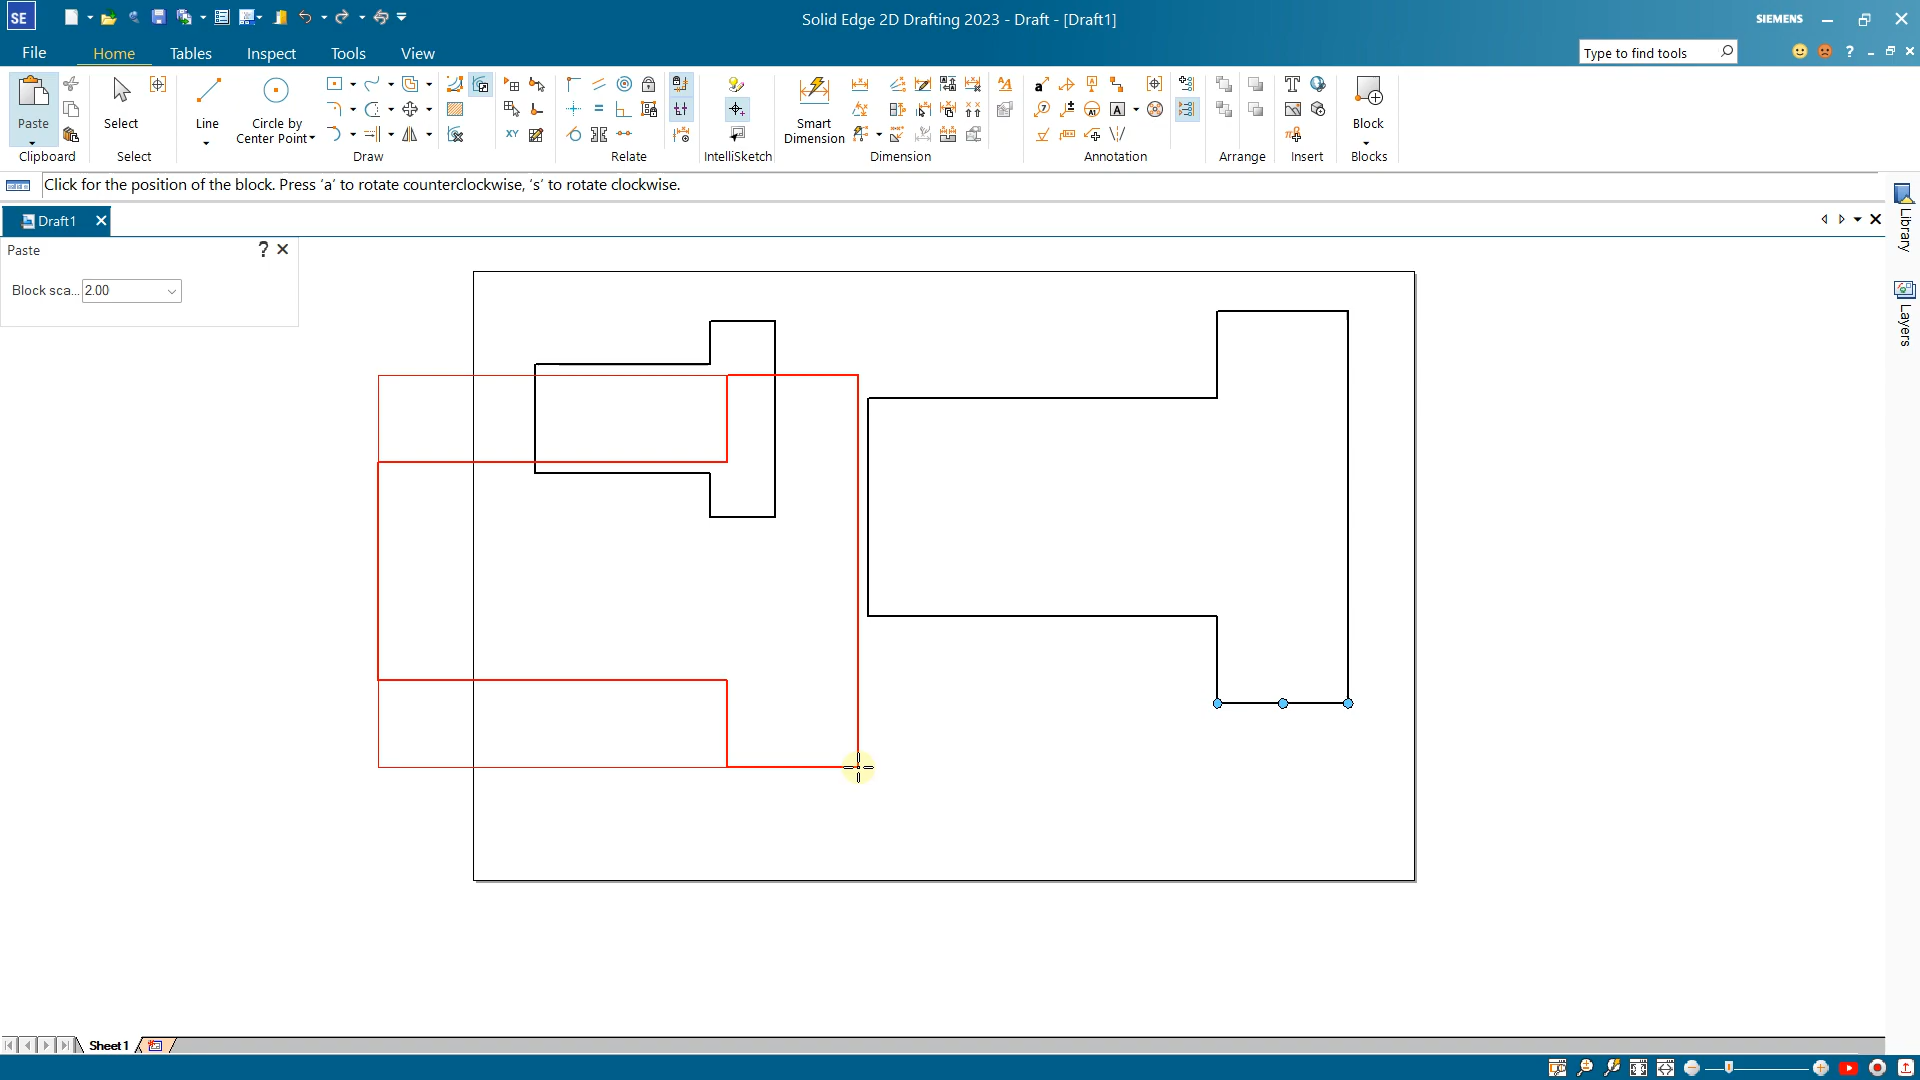 SE
Solid Edge 2D Drafting 2023 - Draft - [Draft1]
SIEMENS
File
Home
Tables
Inspect
Tools
View
Type to find tools
Paste
Select
Line
Circle by
Center Point
Smart
Dimension
Block
Clipboard
Select
Draw
Relate
IntelliSketch
Dimension
Annotation
Arrange
Insert
Blocks
Click for the position of the block. Press 'a' to rotate counterclockwise, 's' to rotate clockwise.
Draft1
Library
Layers
Paste
Block sca... 2.00
Sheet1